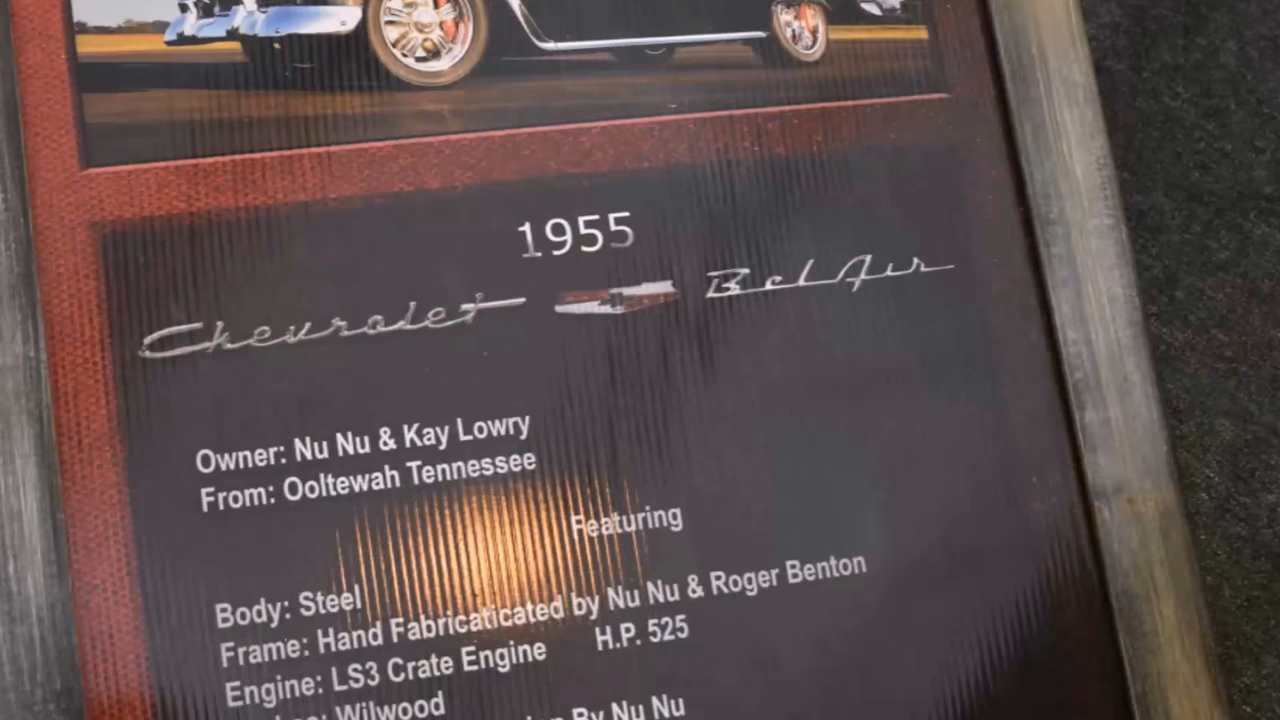 1955
Chevrolet Bel Air
Owner: Nu Nu & Kay Lowry
From: Ooltewah Tennessee
Featuring
Body: Steel
Frame: Hand Fabricaticated by Nu Nu & Roger Benton
Engine: LS3 Crate Engine H.P. 525
Wilwood
By Nu Nu